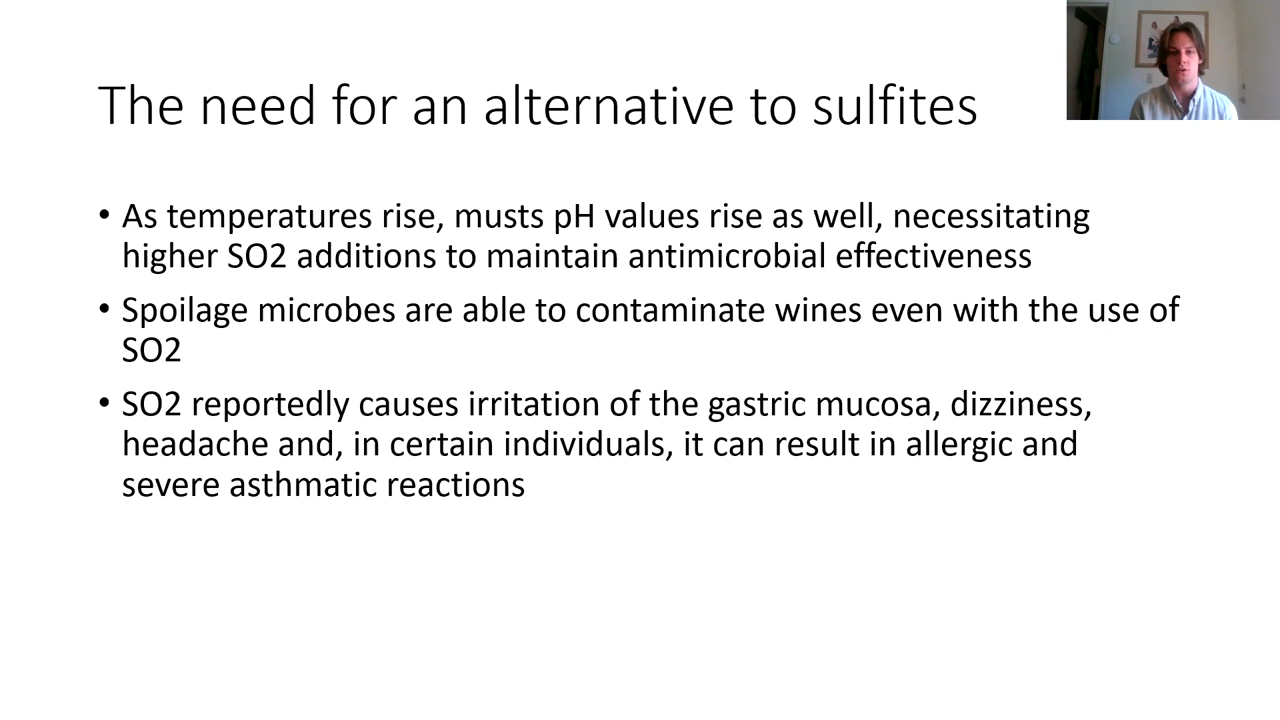 The need for an alternative to sulfites
• As temperatures rise, musts pH values rise as well, necessitating
higher SO2 additions to maintain antimicrobial effectiveness
• Spoilage microbes are able to contaminate wines even with the use of
SO2
• SO2 reportedly causes irritation of the gastric mucosa, dizziness,
headache and, in certain individuals, it can result in allergic and
severe asthmatic reactions